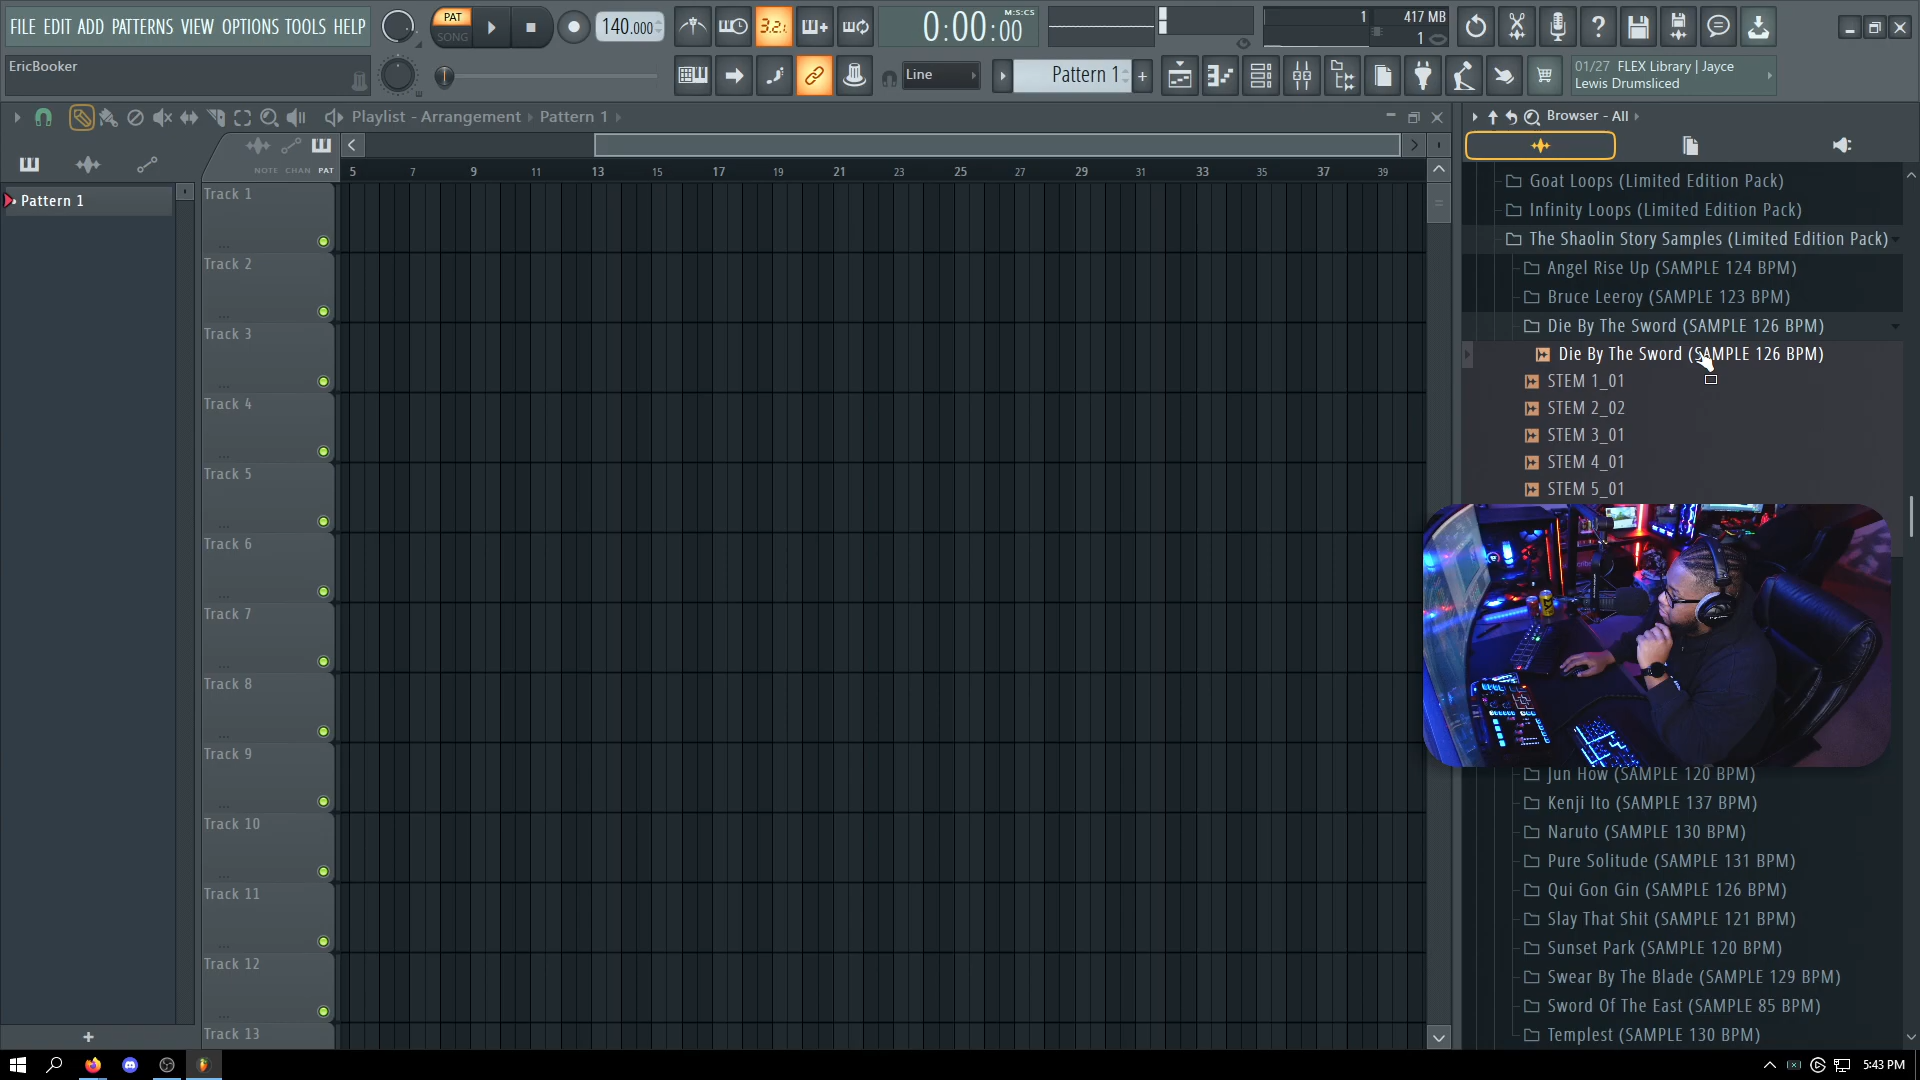 FILE EDIT ADD PATTERNS VIEW OPTIONS TOOLS HELP
PAT
SONG
140.000
3.2.
0:00:00
M:S:CS
1
417 MB
1
EricBooker
Line
Pattern 1
01/27 FLEX Library | Jayce
Lewis Drumsliced
Playlist - Arrangement › Pattern 1 ›
Browser - All
NOTE CHAN PAT
5 7 9 11 13 15 17 19 21 23 25 27 29 31 33 35 37 39
Pattern 1
Track 1
Track 2
Track 3
Track 4
Track 5
Track 6
Track 7
Track 8
Track 9
Track 10
Track 11
Track 12
Track 13
Goat Loops (Limited Edition Pack)
Infinity Loops (Limited Edition Pack)
The Shaolin Story Samples (Limited Edition Pack)
Angel Rise Up (SAMPLE 124 BPM)
Bruce Leeroy (SAMPLE 123 BPM)
Die By The Sword (SAMPLE 126 BPM)
Die By The Sword (SAMPLE 126 BPM)
STEM 1_01
STEM 2_02
STEM 3_01
STEM 4_01
STEM 5_01
Jun How (SAMPLE 120 BPM)
Kenji Ito (SAMPLE 137 BPM)
Naruto (SAMPLE 130 BPM)
Pure Solitude (SAMPLE 131 BPM)
Qui Gon Gin (SAMPLE 126 BPM)
Slay That Shit (SAMPLE 121 BPM)
Sunset Park (SAMPLE 120 BPM)
Swear By The Blade (SAMPLE 129 BPM)
Sword Of The East (SAMPLE 85 BPM)
Templest (SAMPLE 130 BPM)
5:43 PM